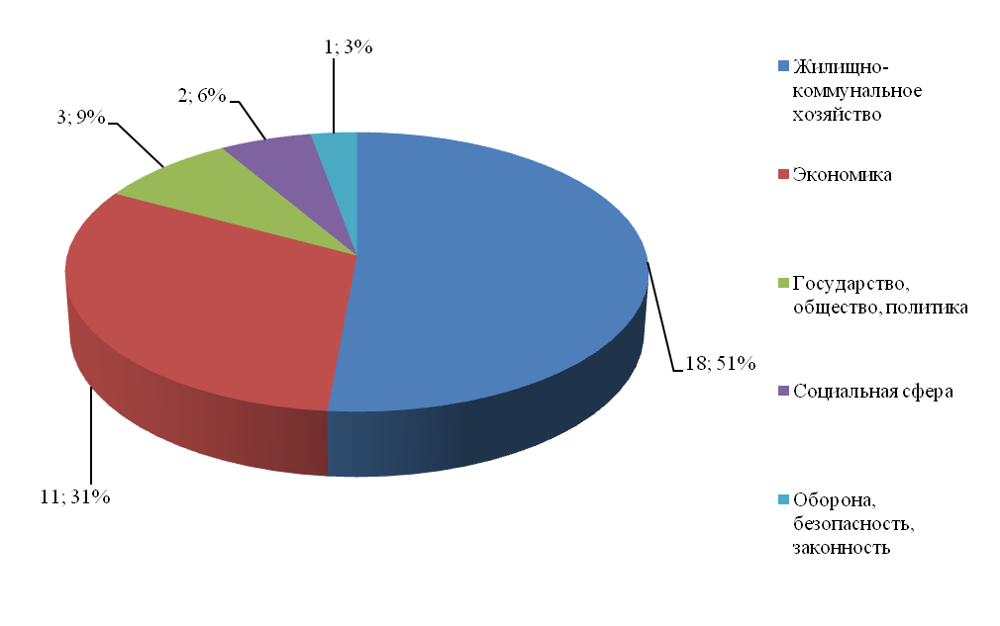 1; 3%
2; 6%
3; 9%
18; 51%
11; 31%
Жилищно-
коммунальное
хозяйство
Экономика
Государство,
общество, политика
Социальная сфера
Оборона,
безопасность,
законность